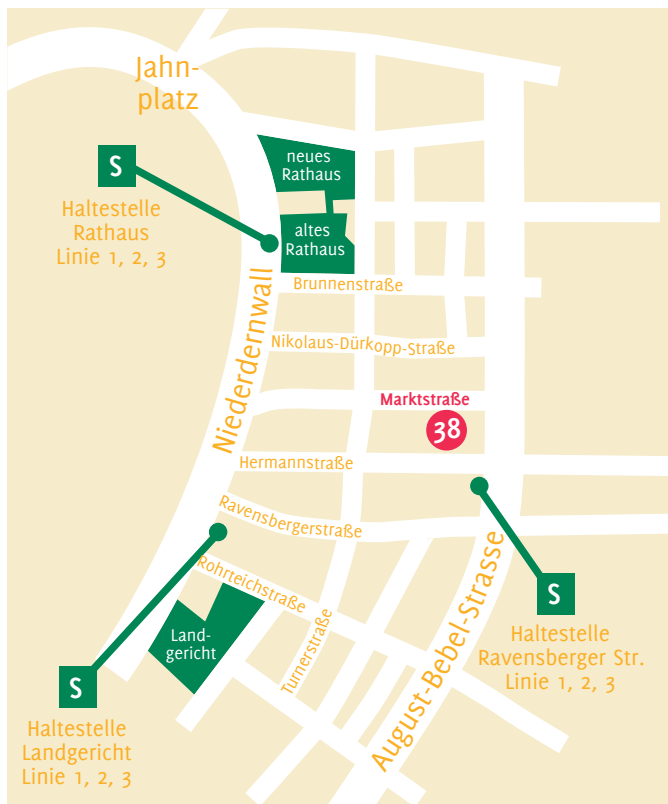 Jahn-
platz
neues
Rathaus
S
Haltestelle
Rathaus
Linie 1, 2, 3
altes
Rathaus
Brunnenstraße
Niederdernwall
Nikolaus-Dürkopp-Straße
Marktstraße
38
Hermannstraße
Ravensbergerstraße
Rohrteichstraße
Land-
gericht
Turnerstraße
August-Bebel-Strasse
S
Haltestelle
Ravensberger Str.
Linie 1, 2, 3
S
Haltestelle
Landgericht
Linie 1, 2, 3